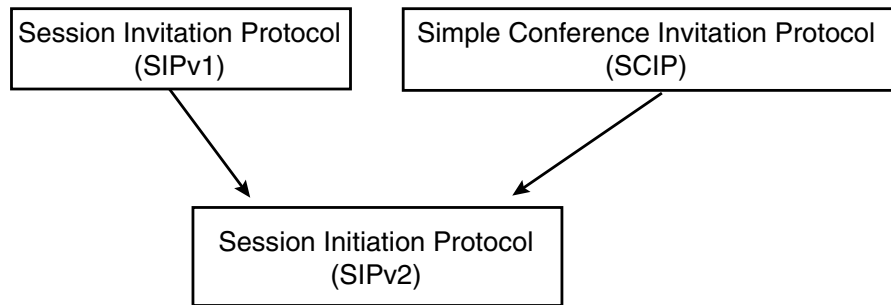 Session Invitation Protocol
(SIPv1)
Simple Conference Invitation Protocol
(SCIP)
Session Initiation Protocol
(SIPv2)